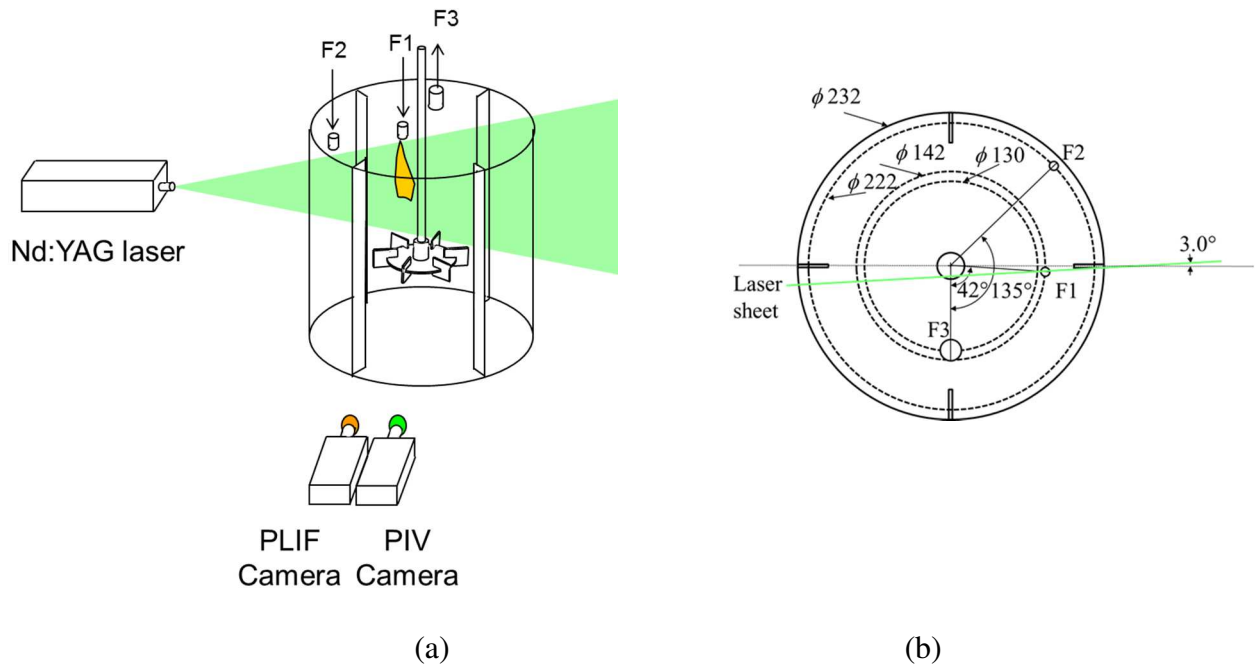 F3
F2
F1
Nd:YAG laser
PLIF
Camera
PIV
Camera
(a)
ϕ 232
ϕ 142
ϕ 130
F2
ϕ 222
3.0°
Laser
sheet
42°
135°
F1
F3
(b)